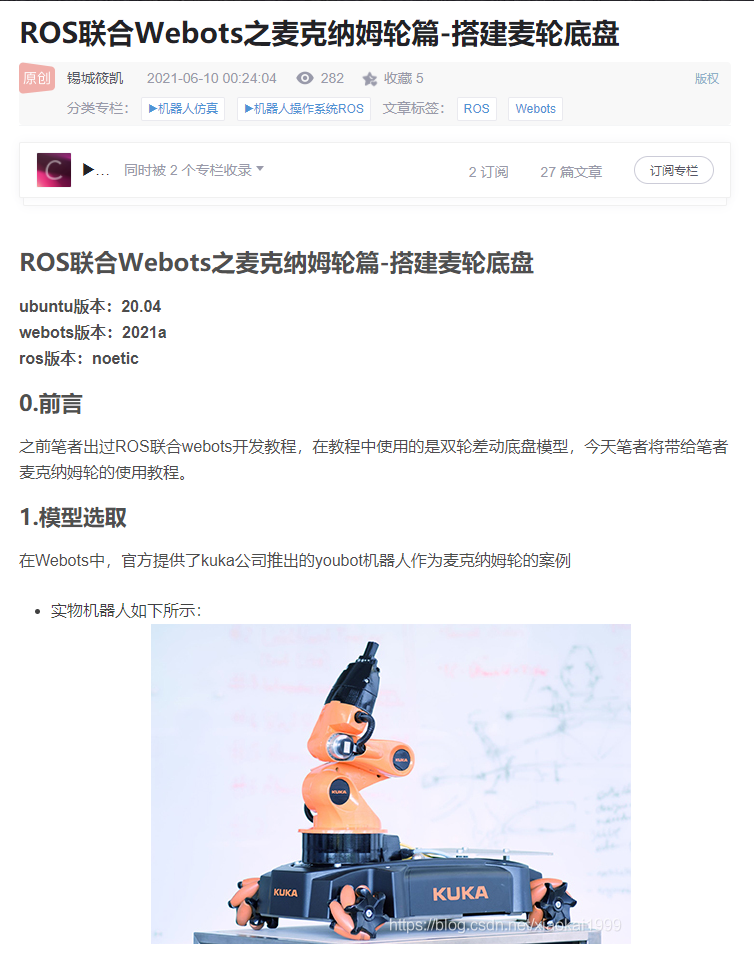 ROS联合Webots之麦克纳姆轮篇-搭建麦轮底盘
原创 锡城筱凯 2021-06-10 00:24:04 282 收藏 5 版权
分类专栏： ▶机器人仿真 ▶机器人操作系统ROS 文章标签： ROS Webots
C ▶... 同时被 2 个专栏收录 2 订阅 27 篇文章 订阅专栏
ROS联合Webots之麦克纳姆轮篇-搭建麦轮底盘
ubuntu版本：20.04
webots版本：2021a
ros版本：noetic
0.前言
之前笔者出过ROS联合webots开发教程，在教程中使用的是双轮差动底盘模型，今天笔者将带给笔者
麦克纳姆轮的使用教程。
1.模型选取
在Webots中，官方提供了kuka公司推出的youbot机器人作为麦克纳姆轮的案例
• 实物机器人如下所示：
KUKA
KUKA
KUKA
https://blog.csdn.net/xiaokai1999